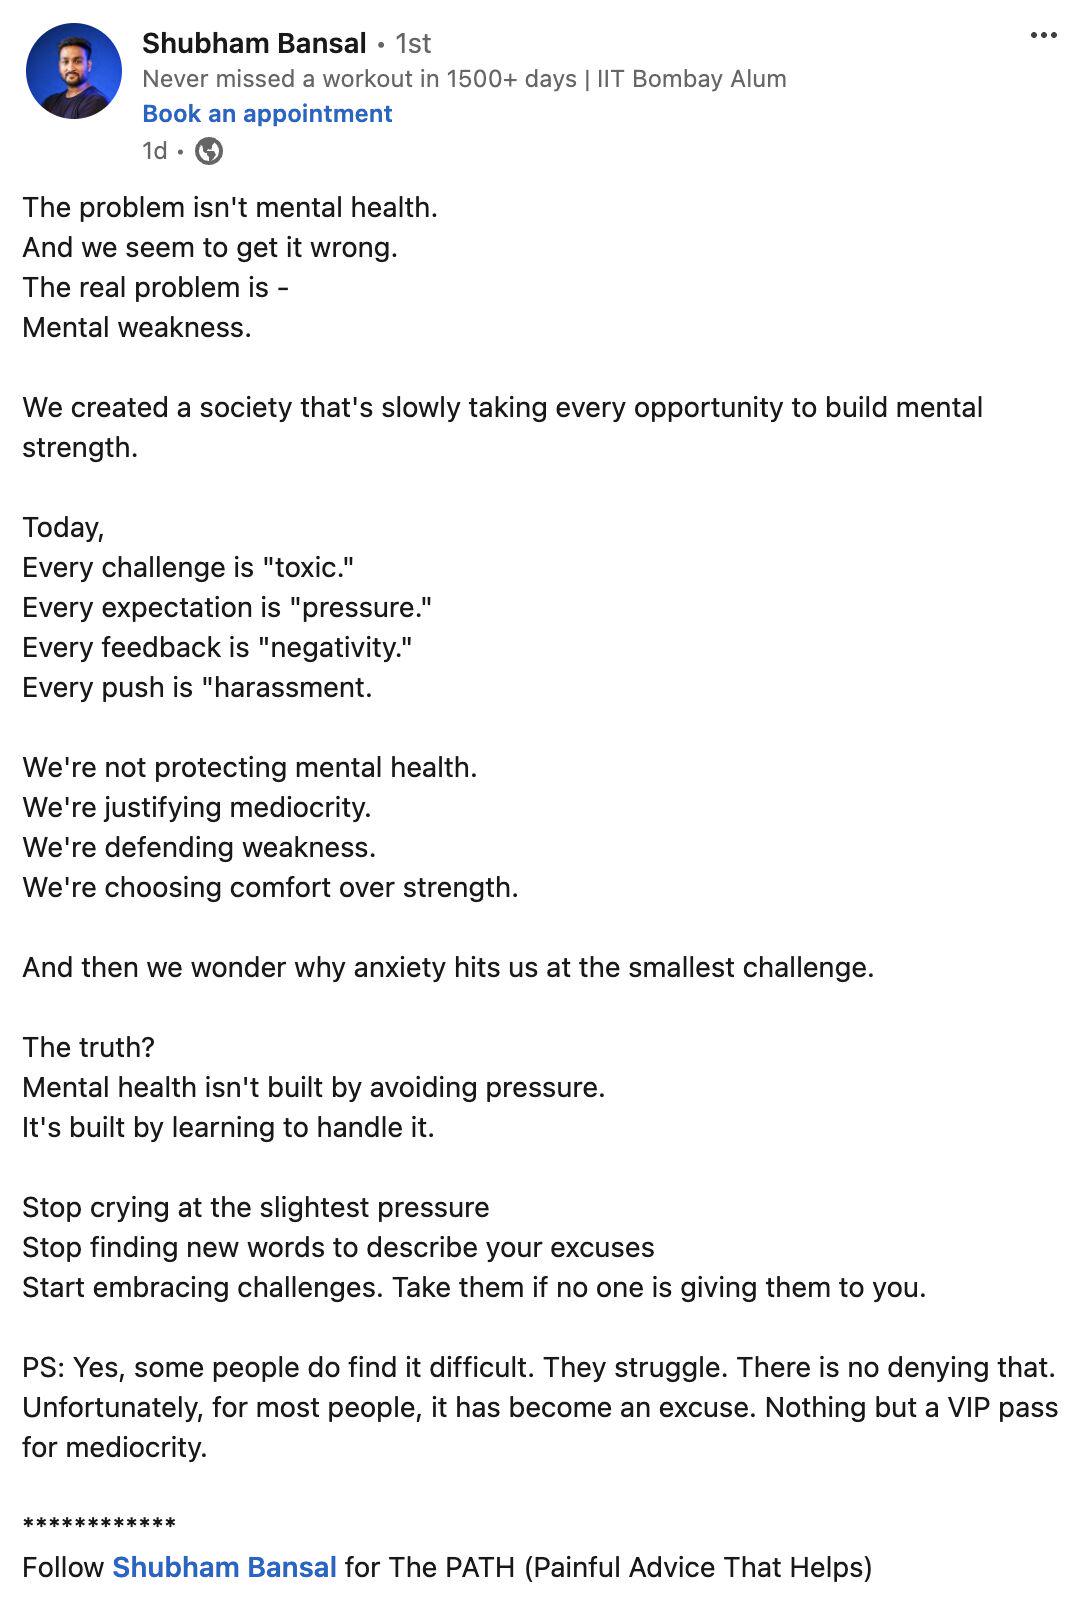 Shubham Bansal • 1st
Never missed a workout in 1500+ days | IIT Bombay Alum
Book an appointment
1d •
The problem isn't mental health.
And we seem to get it wrong.
The real problem is -
Mental weakness.
We created a society that's slowly taking every opportunity to build mental
strength.
Today,
Every challenge is "toxic."
Every expectation is "pressure."
Every feedback is "negativity."
Every push is "harassment.
We're not protecting mental health.
We're justifying mediocrity.
We're defending weakness.
We're choosing comfort over strength.
And then we wonder why anxiety hits us at the smallest challenge.
The truth?
Mental health isn't built by avoiding pressure.
It's built by learning to handle it.
Stop crying at the slightest pressure
Stop finding new words to describe your excuses
Start embracing challenges. Take them if no one is giving them to you.
PS: Yes, some people do find it difficult. They struggle. There is no denying that.
Unfortunately, for most people, it has become an excuse. Nothing but a VIP pass
for mediocrity.
************
Follow Shubham Bansal for The PATH (Painful Advice That Helps)